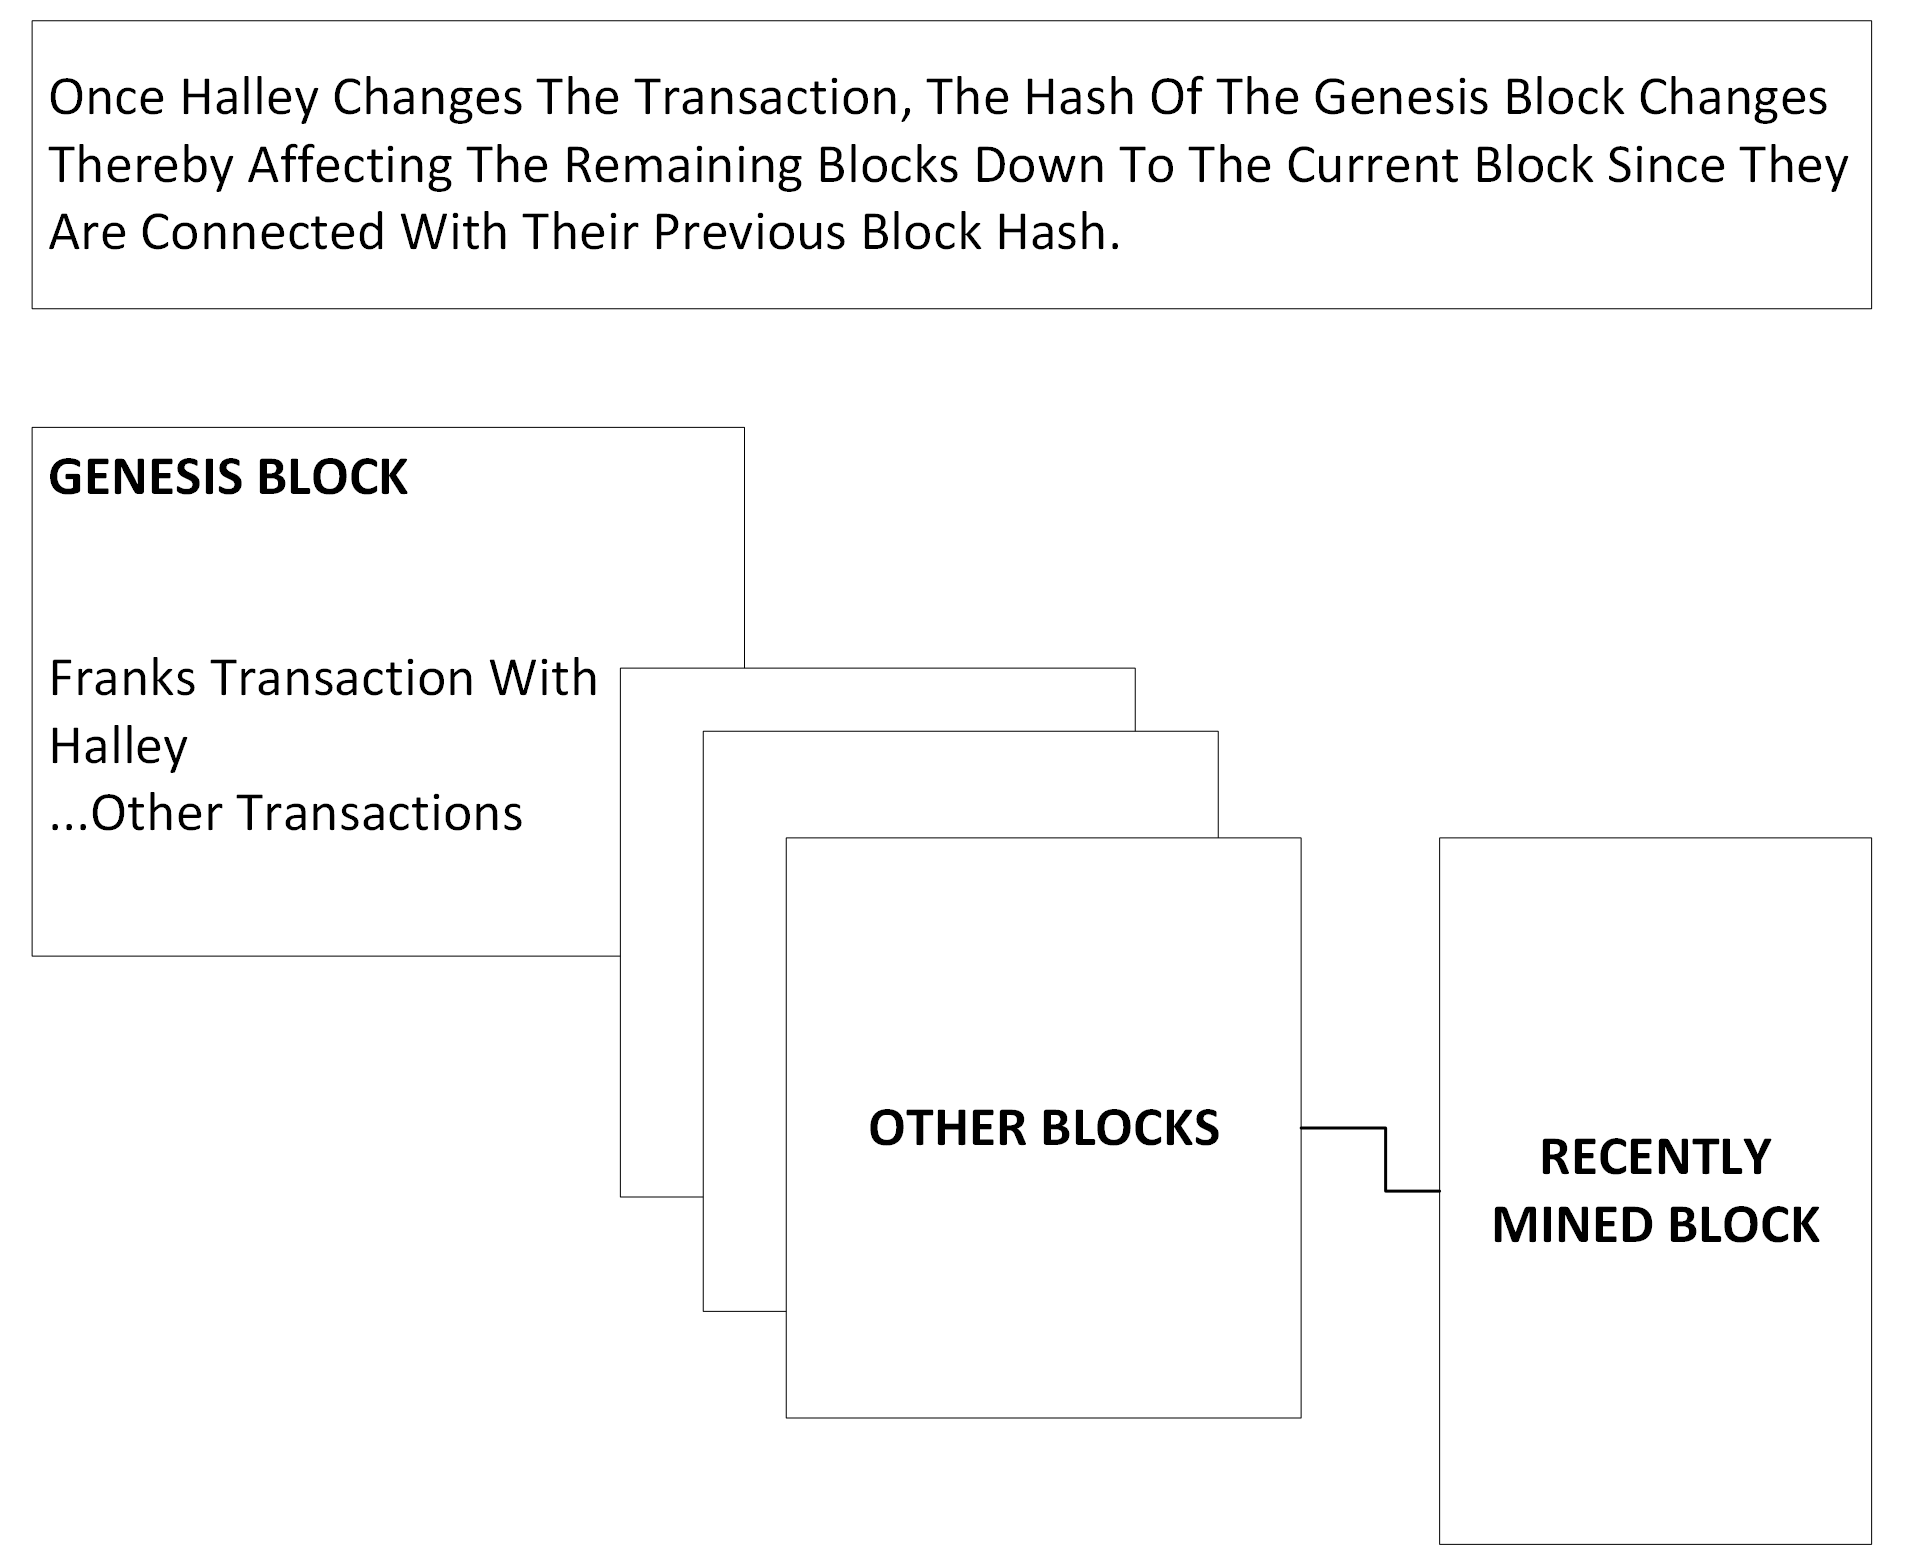 Once Halley Changes The Transaction, The Hash Of The Genesis Block Changes
Thereby Affecting The Remaining Blocks Down To The Current Block Since They
Are Connected With Their Previous Block Hash.
GENESIS BLOCK
Franks Transaction With
Halley
...Other Transactions
OTHER BLOCKS
RECENTLY
MINED BLOCK